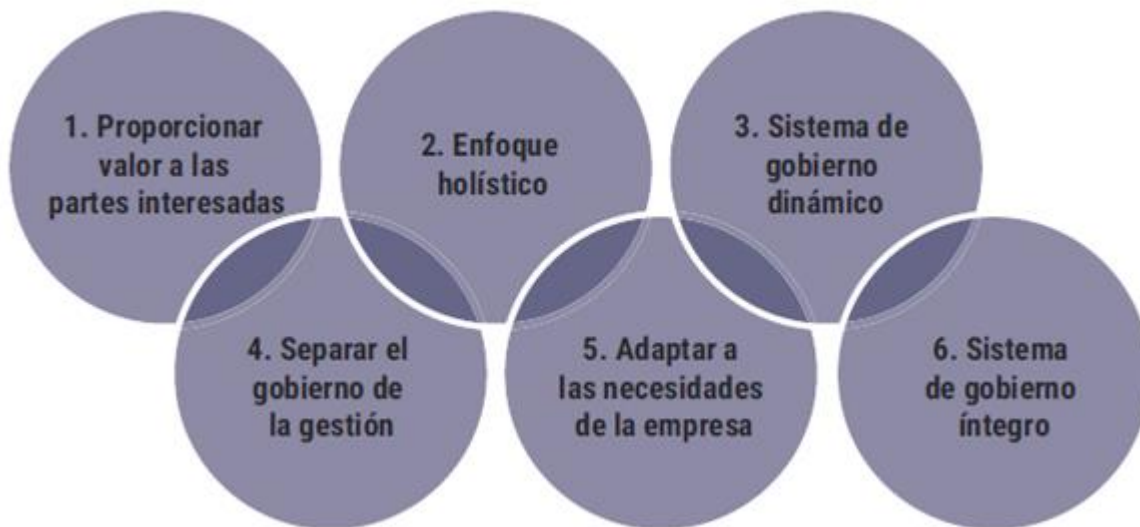 1. Proporcionar
valor a las
partes interesadas
2. Enfoque
holístico
3. Sistema de
gobierno
dinámico
4. Separar el
gobierno de
la gestión
5. Adaptar a
las necesidades
de la empresa
6. Sistema
de gobierno
íntegro